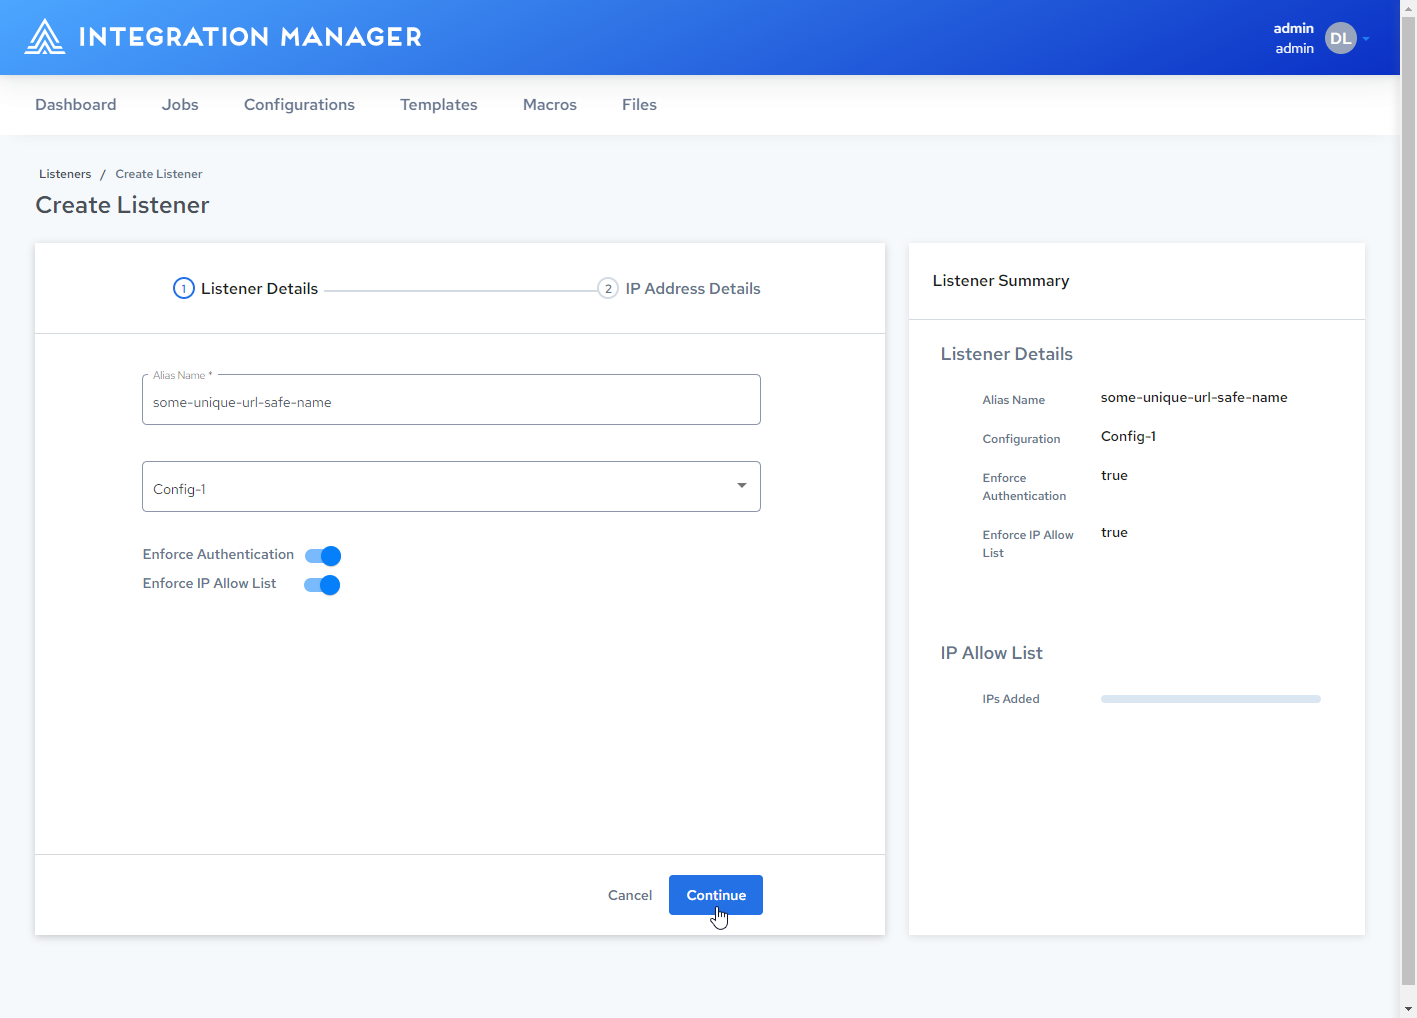 INTEGRATION MANAGER
admin
admin
DL
Dashboard Jobs Configurations Templates Macros Files
Listeners / Create Listener
Create Listener
1 Listener Details 2 IP Address Details
Alias Name *
some-unique-url-safe-name
Config-1
Enforce Authentication
Enforce IP Allow List
Cancel Continue
Listener Summary
Listener Details
Alias Name some-unique-url-safe-name
Configuration Config-1
Enforce true
Authentication
Enforce IP Allow true
List
IP Allow List
IPs Added